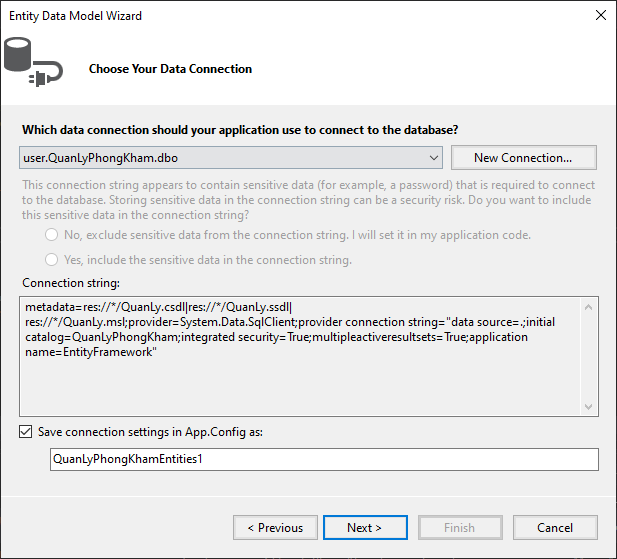 Entity Data Model Wizard
Choose Your Data Connection
Which data connection should your application use to connect to the database?
user.QuanLyPhongKham.dbo
New Connection...
This connection string appears to contain sensitive data (for example, a password) that is required to connect
to the database. Storing sensitive data in the connection string can be a security risk. Do you want to include
this sensitive data in the connection string?
No, exclude sensitive data from the connection string. I will set it in my application code.
Yes, include the sensitive data in the connection string.
Connection string:
metadata=res://*/QuanLy.csdl|res://*/QuanLy.ssdl|
res://*/QuanLy.msl;provider=System.Data.SqlClient;provider connection string="data source=.;initial
catalog=QuanLyPhongKham;integrated security=True;multipleactiveresultsets=True;application
name=EntityFramework"
Save connection settings in App.Config as:
QuanLyPhongKhamEntities1
< Previous
Next >
Finish
Cancel